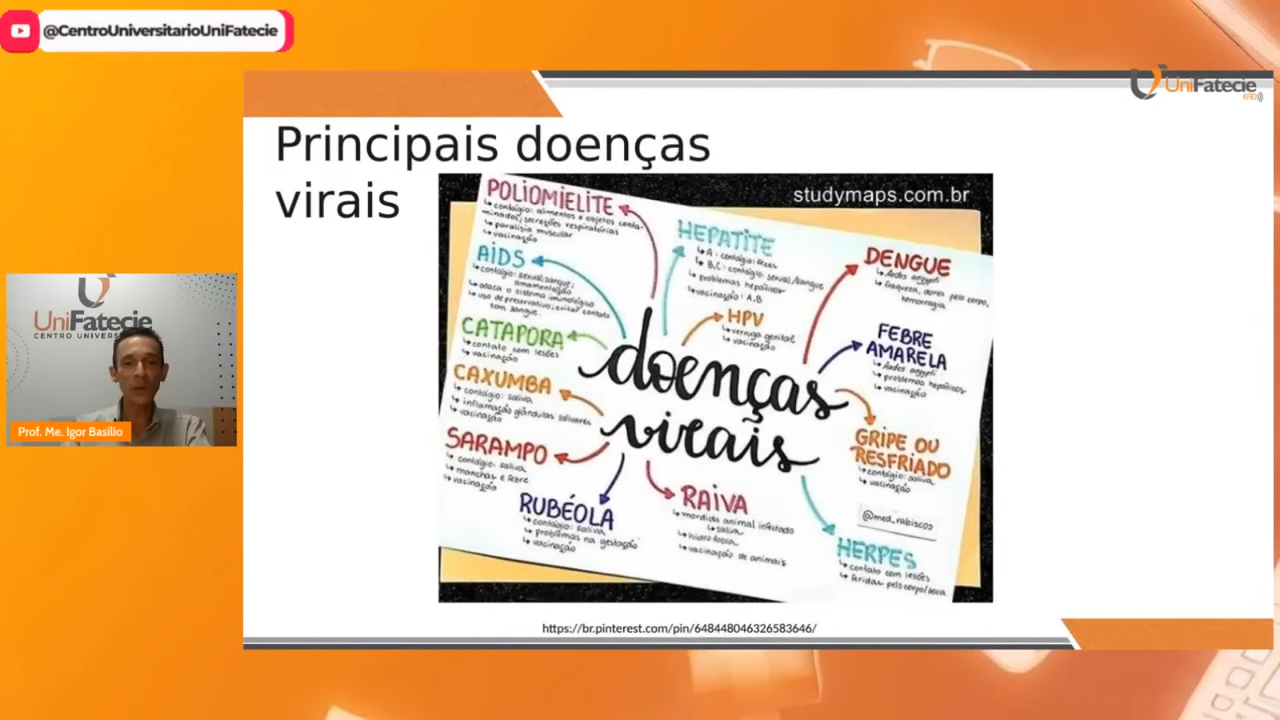 @CentroUniversitarioUniFatecie
UniFatecie
EAD
Principais doenças
virais
studymaps.com.br
POLIOMIELITE
↳ contágio: alimentos e objetos conta-
minados; secreções respiratórias
↳ paralisia muscular
↳ vacinação
AIDS
↳ contágio: sexual; sangue;
amamentação
↳ ataca o sistema imunológico
↳ uso de preservativo; evitar contato
com sangue.
CATAPORA
↳ contato com lesões
↳ vacinação
CAXUMBA
↳ contágio: saliva
↳ inflamação glândulas salivares
↳ vacinação
SARAMPO
↳ contágio: saliva
↳ manchas e febre
↳ vacinação
RUBÉOLA
↳ contágio: saliva
↳ problemas na gestação
↳ vacinação
doenças
virais
HEPATITE
↳ A: contágio: fezes
↳ B,C: contágio: sexual/sangue
↳ problemas hepáticos
↳ vacinação: A,B
HPV
↳ verruga genital
↳ vacinação
DENGUE
↳ Aedes aegypti
↳ fraqueza, dores pelo corpo,
hemorragia
FEBRE
AMARELA
↳ Aedes aegypti
↳ problemas hepáticos
↳ vacinação
GRIPE OU
RESFRIADO
↳ contágio: saliva
↳ vacinação
@med_rabiscos
RAIVA
↳ mordida animal infectado
↳ saliva
↳ hidrofobia
↳ vacinação de animais
HERPES
↳ contato com lesões
↳ feridas pelo corpo/boca
UniFatecie
Prof. Me. Igor Basilio
https://br.pinterest.com/pin/648448046326583646/